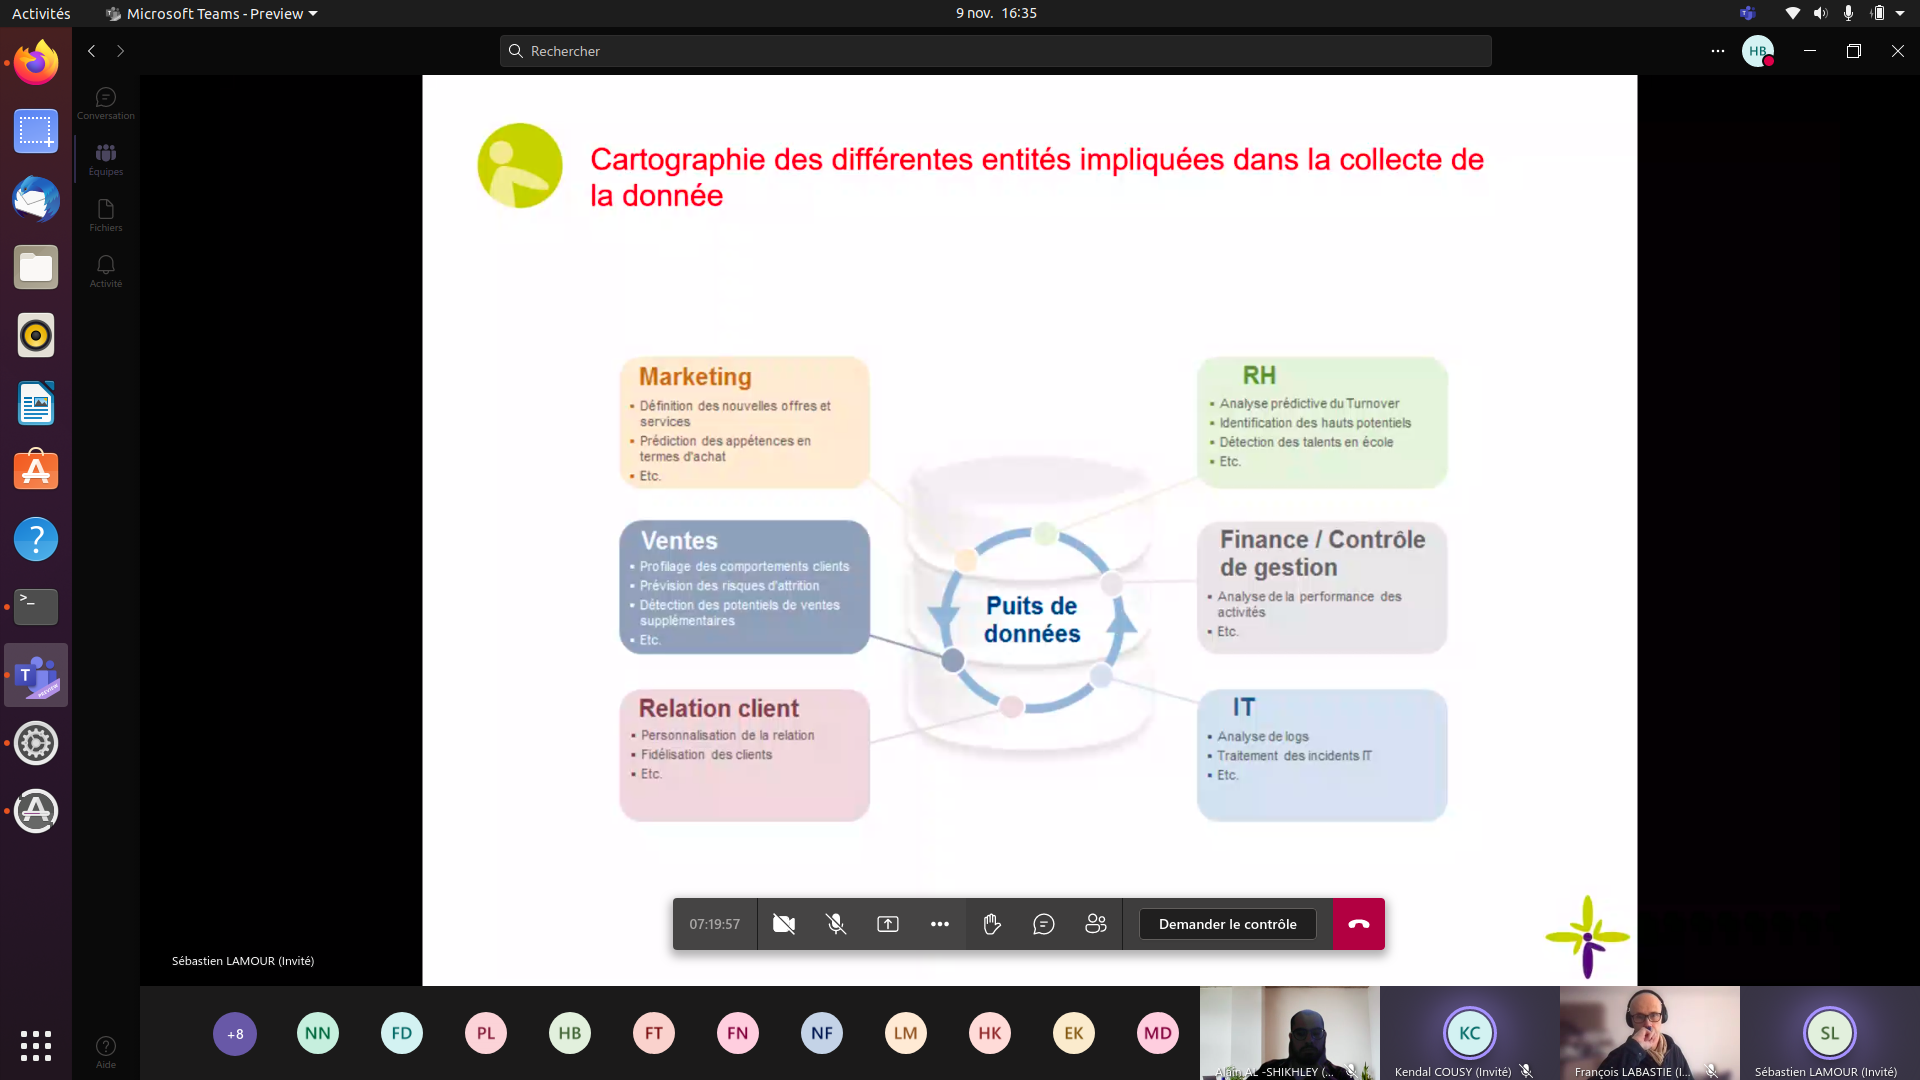 Activités
Microsoft Teams - Preview
9 nov. 16:35
Rechercher
HB
Conversation
Équipes
Fichiers
Activité
Aide
Cartographie des différentes entités impliquées dans la collecte de
la donnée
Marketing
▪ Définition des nouvelles offres et
services
▪ Prédiction des appétences en
termes d'achat
▪ Etc.
Ventes
▪ Profilage des comportements clients
▪ Prévision des risques d'attrition
▪ Détection des potentiels de ventes
supplémentaires
▪ Etc.
Relation client
▪ Personnalisation de la relation
▪ Fidélisation des clients
▪ Etc.
Puits de
données
RH
▪ Analyse prédictive du Turnover
▪ Identification des hauts potentiels
▪ Détection des talents en école
▪ Etc.
Finance / Contrôle
de gestion
▪ Analyse de la performance des
activités
▪ Etc.
IT
▪ Analyse de logs
▪ Traitement des incidents IT
▪ Etc.
07:19:57
Demander le contrôle
Sébastien LAMOUR (Invité)
+8
NN
FD
PL
HB
FT
FN
NF
LM
HK
EK
MD
KC
SL
Alain AL -SHIKHLEY (...
Kendal COUSY (Invité)
François LABASTIE (I...
Sébastien LAMOUR (Invité)